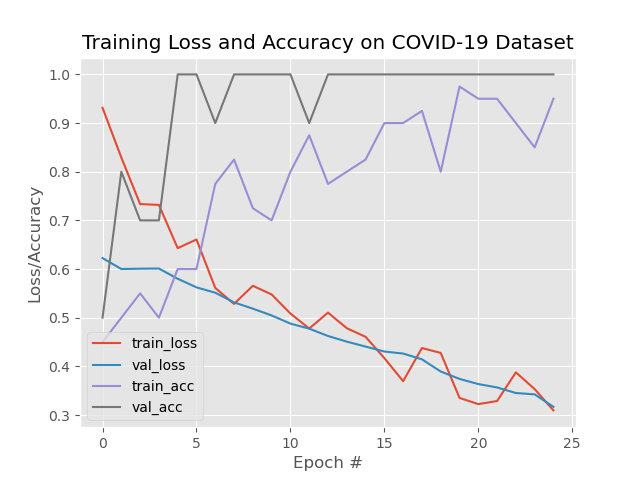 Training Loss and Accuracy on COVID-19 Dataset
1.0
0.9
0.8
0.7
0.6
0.5
0.4
0.3
Loss/Accuracy
train_loss
val_loss
train_acc
val_acc
0 5 10 15 20 25
Epoch #